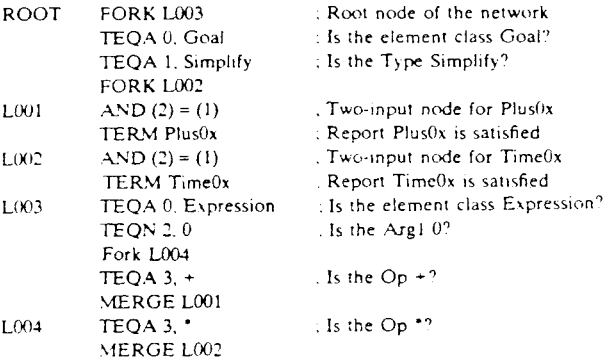 ROOT FORK L003 ; Root node of the network
TEQA 0, Goal ; Is the element class Goal?
TEQA 1, Simplify ; Is the Type Simplify?
FORK L002
L001 AND (2) = (1) ; Two-input node for Plus0x
TERM Plus0x ; Report Plus0x is satisfied
L002 AND (2) = (1) ; Two-input node for Time0x
TERM Time0x ; Report Time0x is satisfied
L003 TEQA 0, Expression ; Is the element class Expression?
TEQN 2, 0 ; Is the Arg1 0?
Fork L004
TEQA 3, + ; Is the Op +?
MERGE L001
L004 TEQA 3, * ; Is the Op *?
MERGE L002